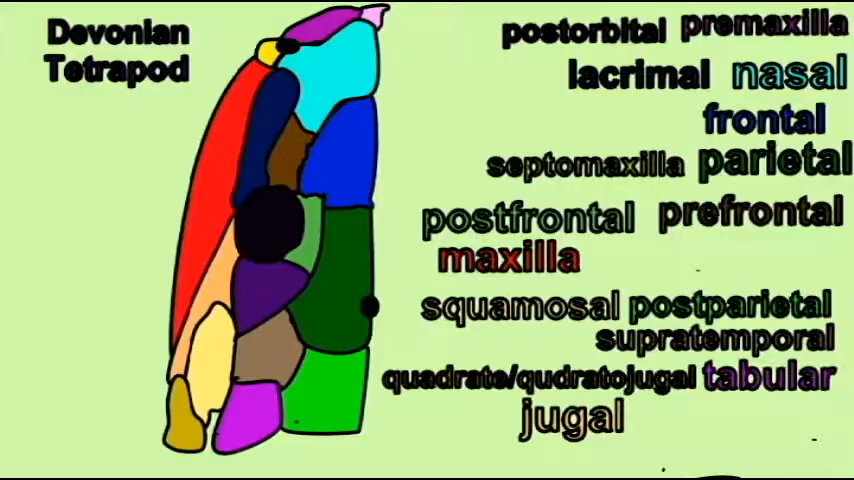 Devonian
Tetrapod
postorbital premaxilla
lacrimal nasal
frontal
septomaxilla parietal
postfrontal prefrontal
maxilla
squamosal postparietal
supratemporal
quadrate/qudratojugal tabular
jugal